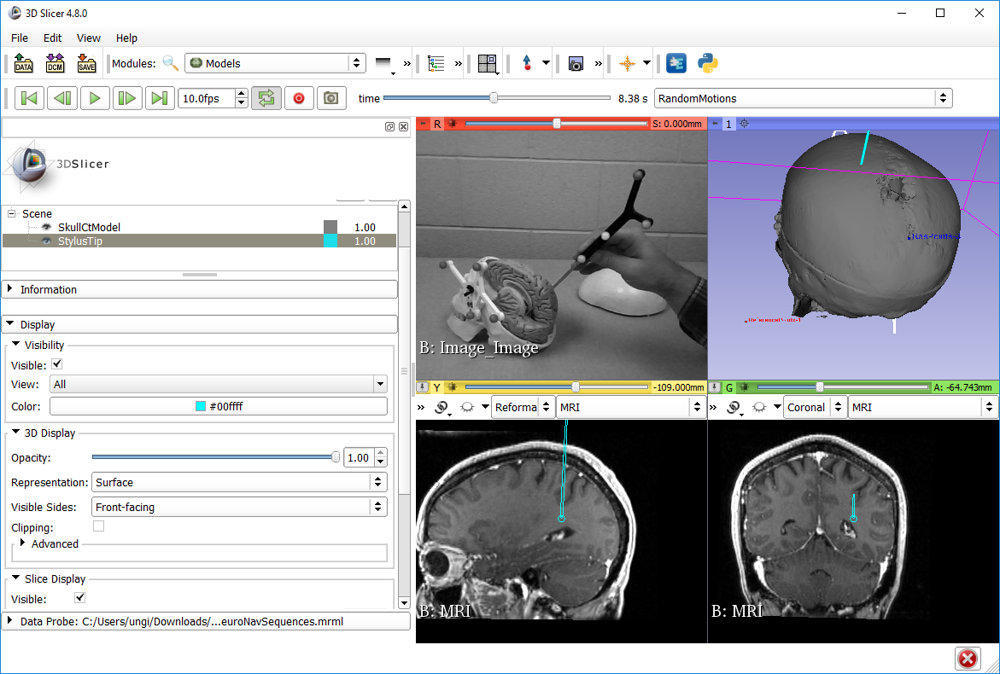 3D Slicer 4.8.0
File Edit View Help
DATA DCM SAVE Modules: Models »  » »
10.0fps time 8.38 s RandomMotions
R S: 0.000mm 1
3DSlicer
Scene
SkullCtModel 1.00
StylusTip 1.00
Information
Display
Visibility
Visible:
View: All
Color: #00ffff
3D Display
Opacity: 1.00
Representation: Surface
Visible Sides: Front-facing
Clipping:
Advanced
Slice Display
Visible:
Data Probe: C:/Users/ungi/Downloads/...euroNavSequences.mrml
B: Image_Image
Y -109.000mm G A: -64.743mm
» Reforma MRI » Coronal MRI
B: MRI
B: MRI